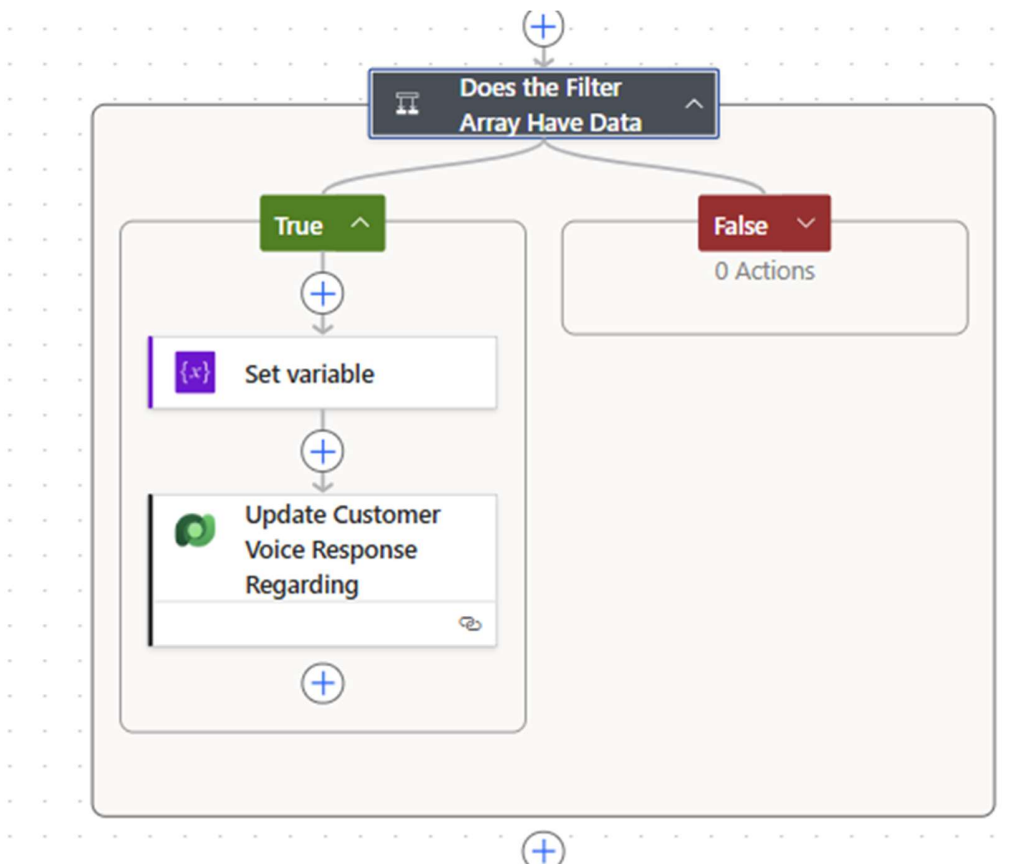 Does the Filter
Array Have Data
True
False
0 Actions
{x}
Set variable
Update Customer
Voice Response
Regarding